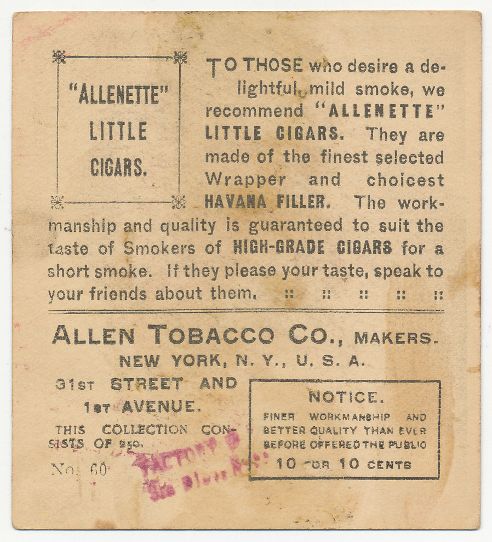 "ALLENETTE"
LITTLE
CIGARS.
TO THOSE who desire a de-
lightful, mild smoke, we
recommend "ALLENETTE"
LITTLE CIGARS. They are
made of the finest selected
Wrapper and choicest
HAVANA FILLER. The work-
manship and quality is guaranteed to suit the
taste of Smokers of HIGH-GRADE CIGARS for a
short smoke. If they please your taste, speak to
your friends about them. :: :: :: :: ::
ALLEN TOBACCO CO., MAKERS.
NEW YORK, N. Y., U. S. A.
31ST STREET AND
1ST AVENUE.
THIS COLLECTION CON-
SISTS OF 250.
No. 60
FACTORY
NOTICE.
FINER WORKMANSHIP AND
BETTER QUALITY THAN EVER
BEFORE OFFERED THE PUBLIC
10 FOR 10 CENTS